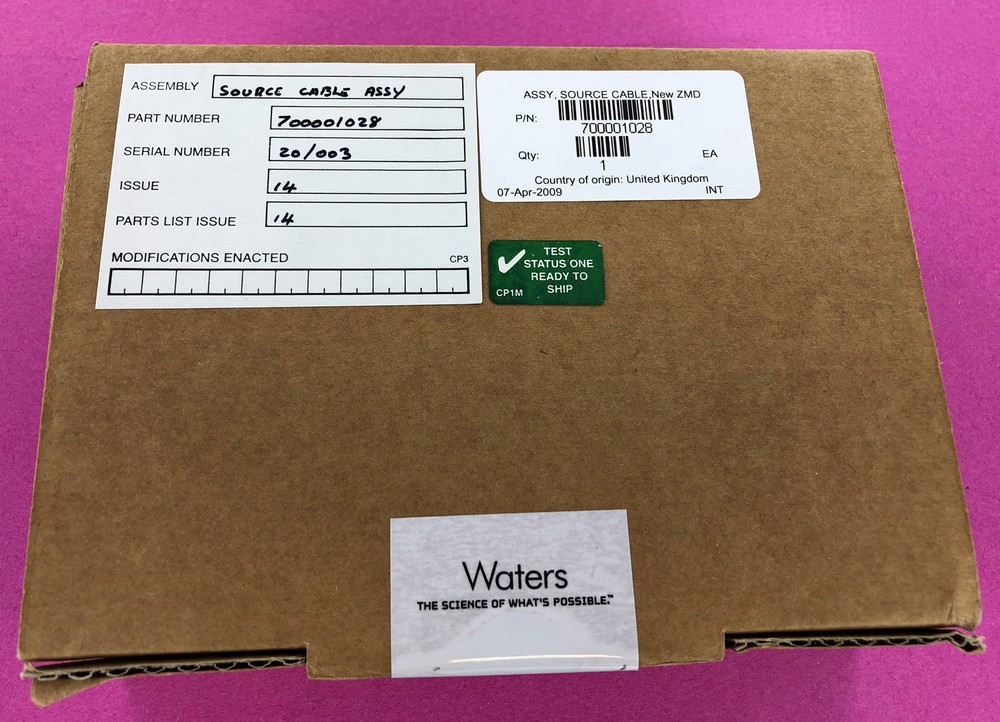 ASSEMBLY SOURCE CABLE ASSY
PART NUMBER 700001028
SERIAL NUMBER 20/003
ISSUE 14
PARTS LIST ISSUE 14
MODIFICATIONS ENACTED CP3
ASSY, SOURCE CABLE,New ZMD
P/N:
700001028
Qty: EA
1
Country of origin: United Kingdom
07-Apr-2009 INT
TEST
STATUS ONE
READY TO
CP1M SHIP
Waters
THE SCIENCE OF WHAT'S POSSIBLE.™